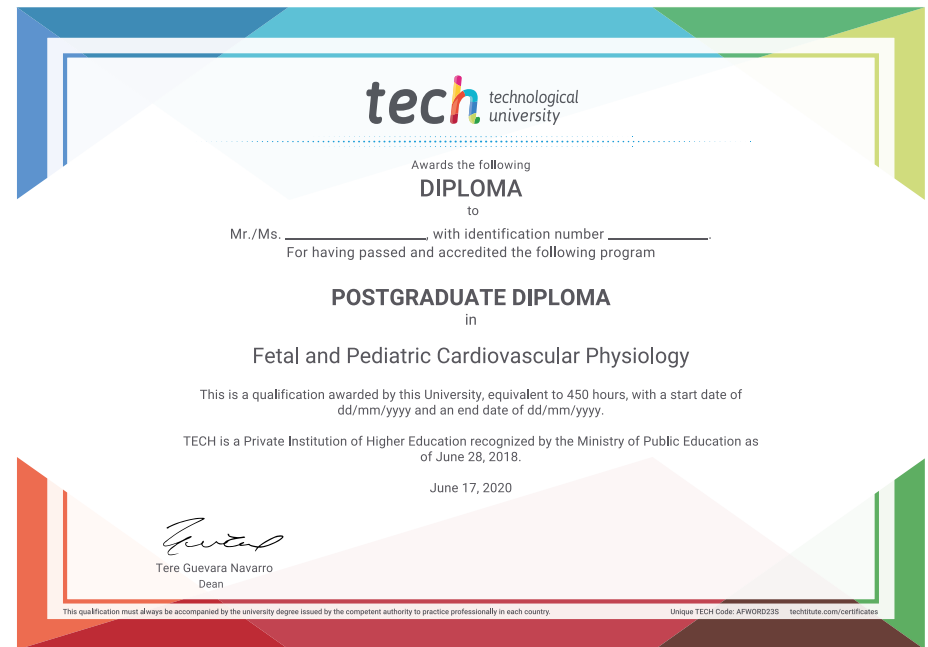 tech technological
university
Awards the following
DIPLOMA
to
Mr./Ms. ____________________, with identification number ______________.
For having passed and accredited the following program
POSTGRADUATE DIPLOMA
in
Fetal and Pediatric Cardiovascular Physiology
This is a qualification awarded by this University, equivalent to 450 hours, with a start date of
dd/mm/yyyy and an end date of dd/mm/yyyy.
TECH is a Private Institution of Higher Education recognized by the Ministry of Public Education as
of June 28, 2018.
June 17, 2020
Tere Guevara Navarro
Dean
This qualification must always be accompanied by the university degree issued by the competent authority to practice professionally in each country. Unique TECH Code: AFWORD23S techtitute.com/certificates